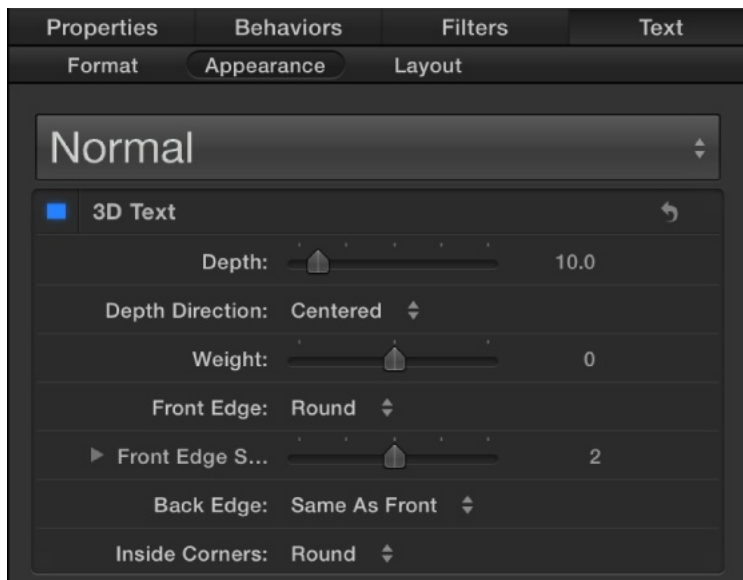 Properties Behaviors Filters Text
Format Appearance Layout
Normal
3D Text
Depth: 10.0
Depth Direction: Centered
Weight: 0
Front Edge: Round
Front Edge S... 2
Back Edge: Same As Front
Inside Corners: Round